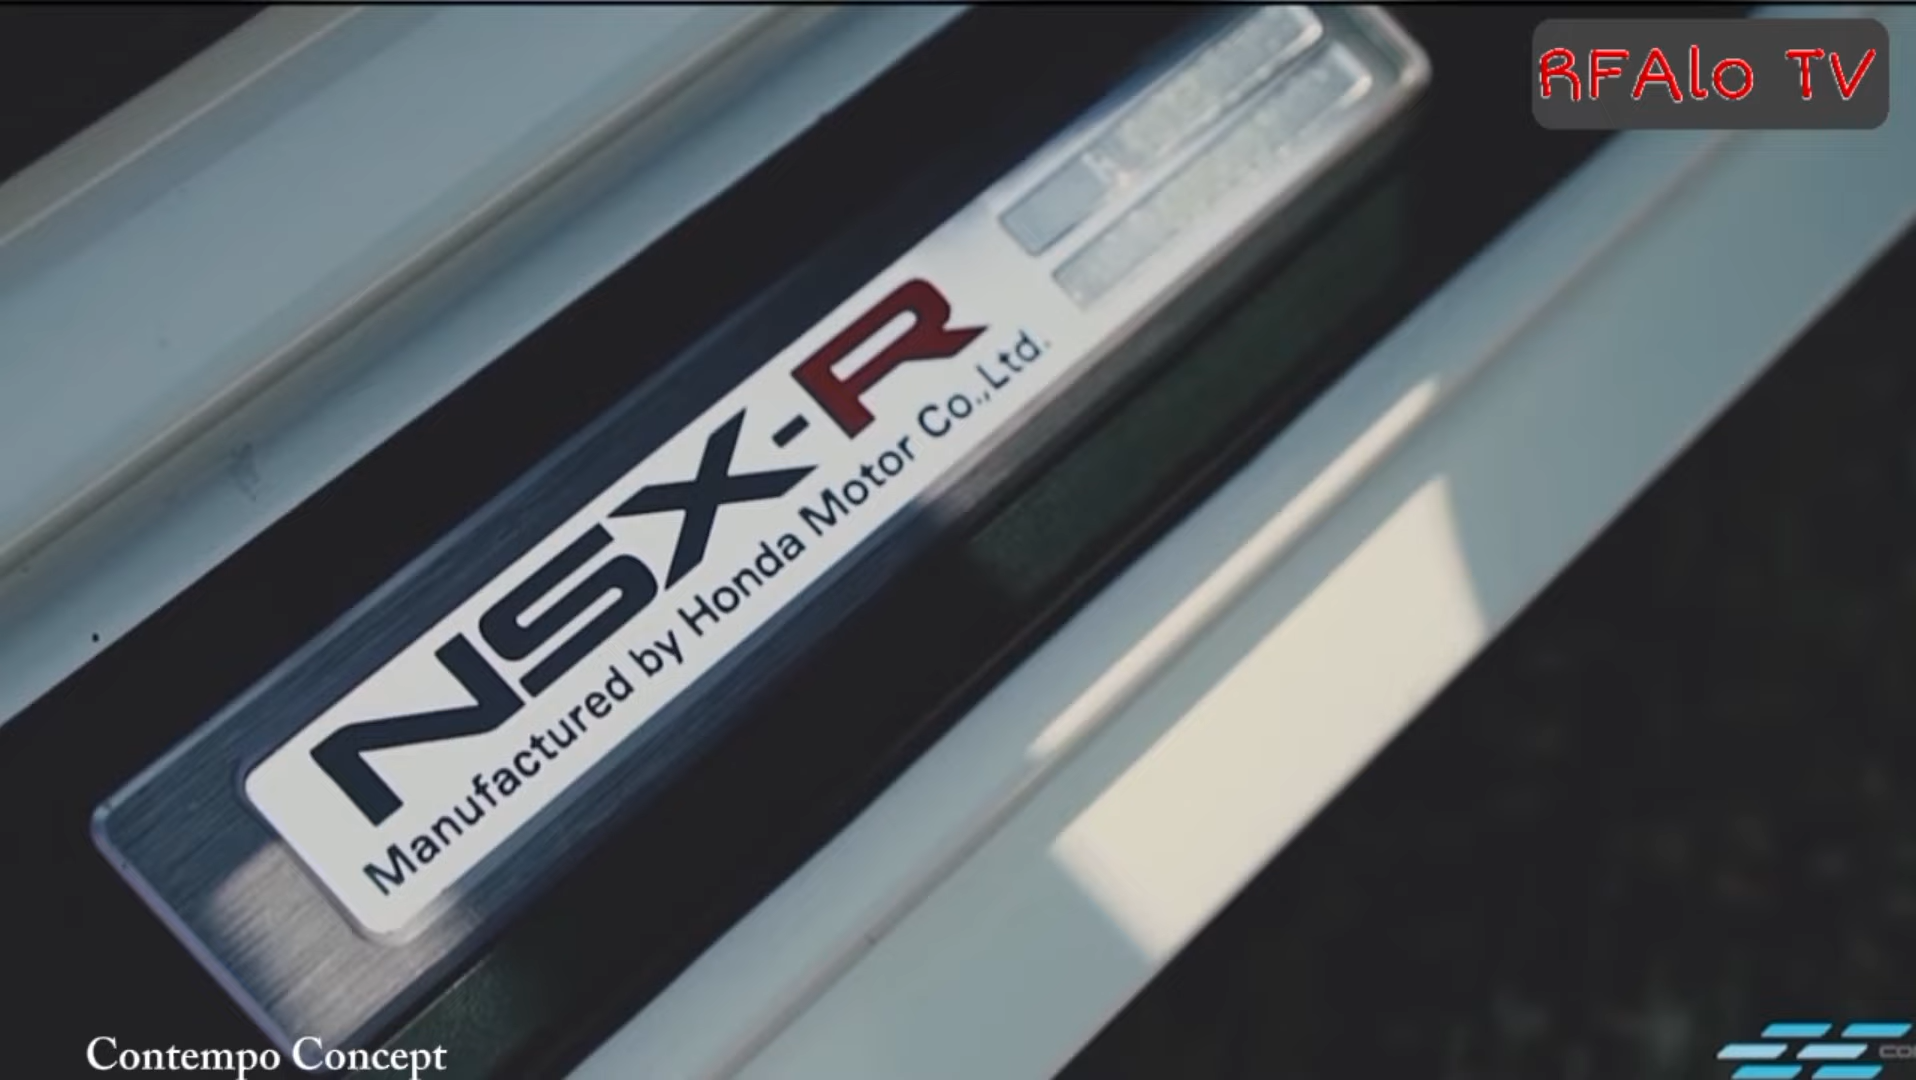 RFAlo TV
NSX-R
Manufactured by Honda Motor Co.,Ltd.
Contempo Concept